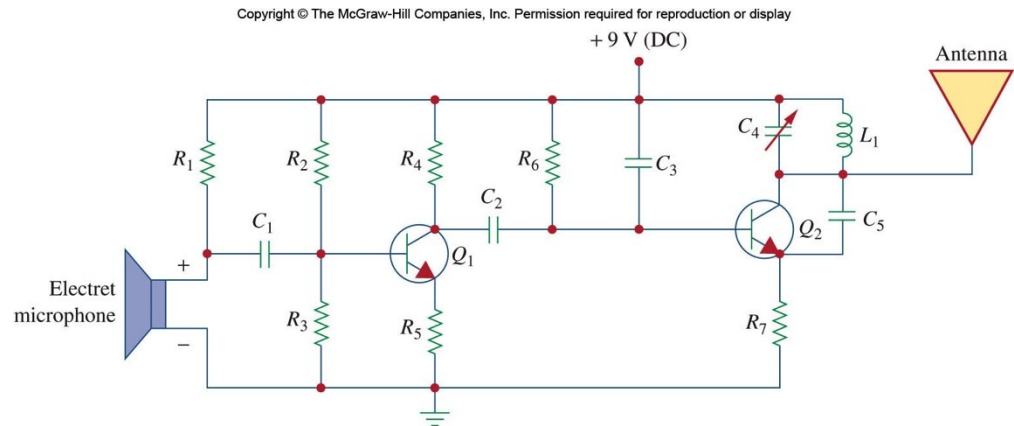 Copyright © The McGraw-Hill Companies, Inc. Permission required for reproduction or display
+ 9 V (DC)
Antenna
C4
L1
R1
R2
R4
R6
C3
C1
C2
Q1
Q2
C5
+
Electret
microphone
−
R3
R5
R7